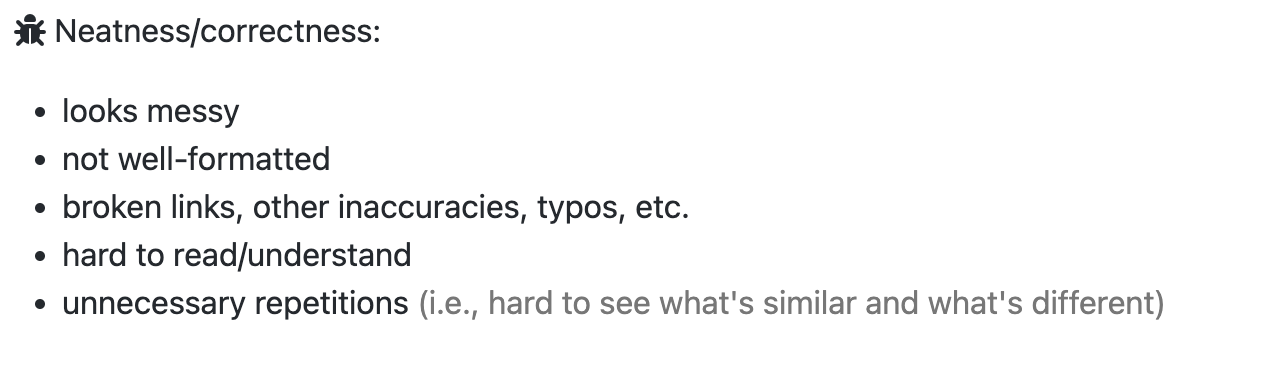 Neatness/correctness:
• looks messy
• not well-formatted
• broken links, other inaccuracies, typos, etc.
• hard to read/understand
• unnecessary repetitions (i.e., hard to see what's similar and what's different)